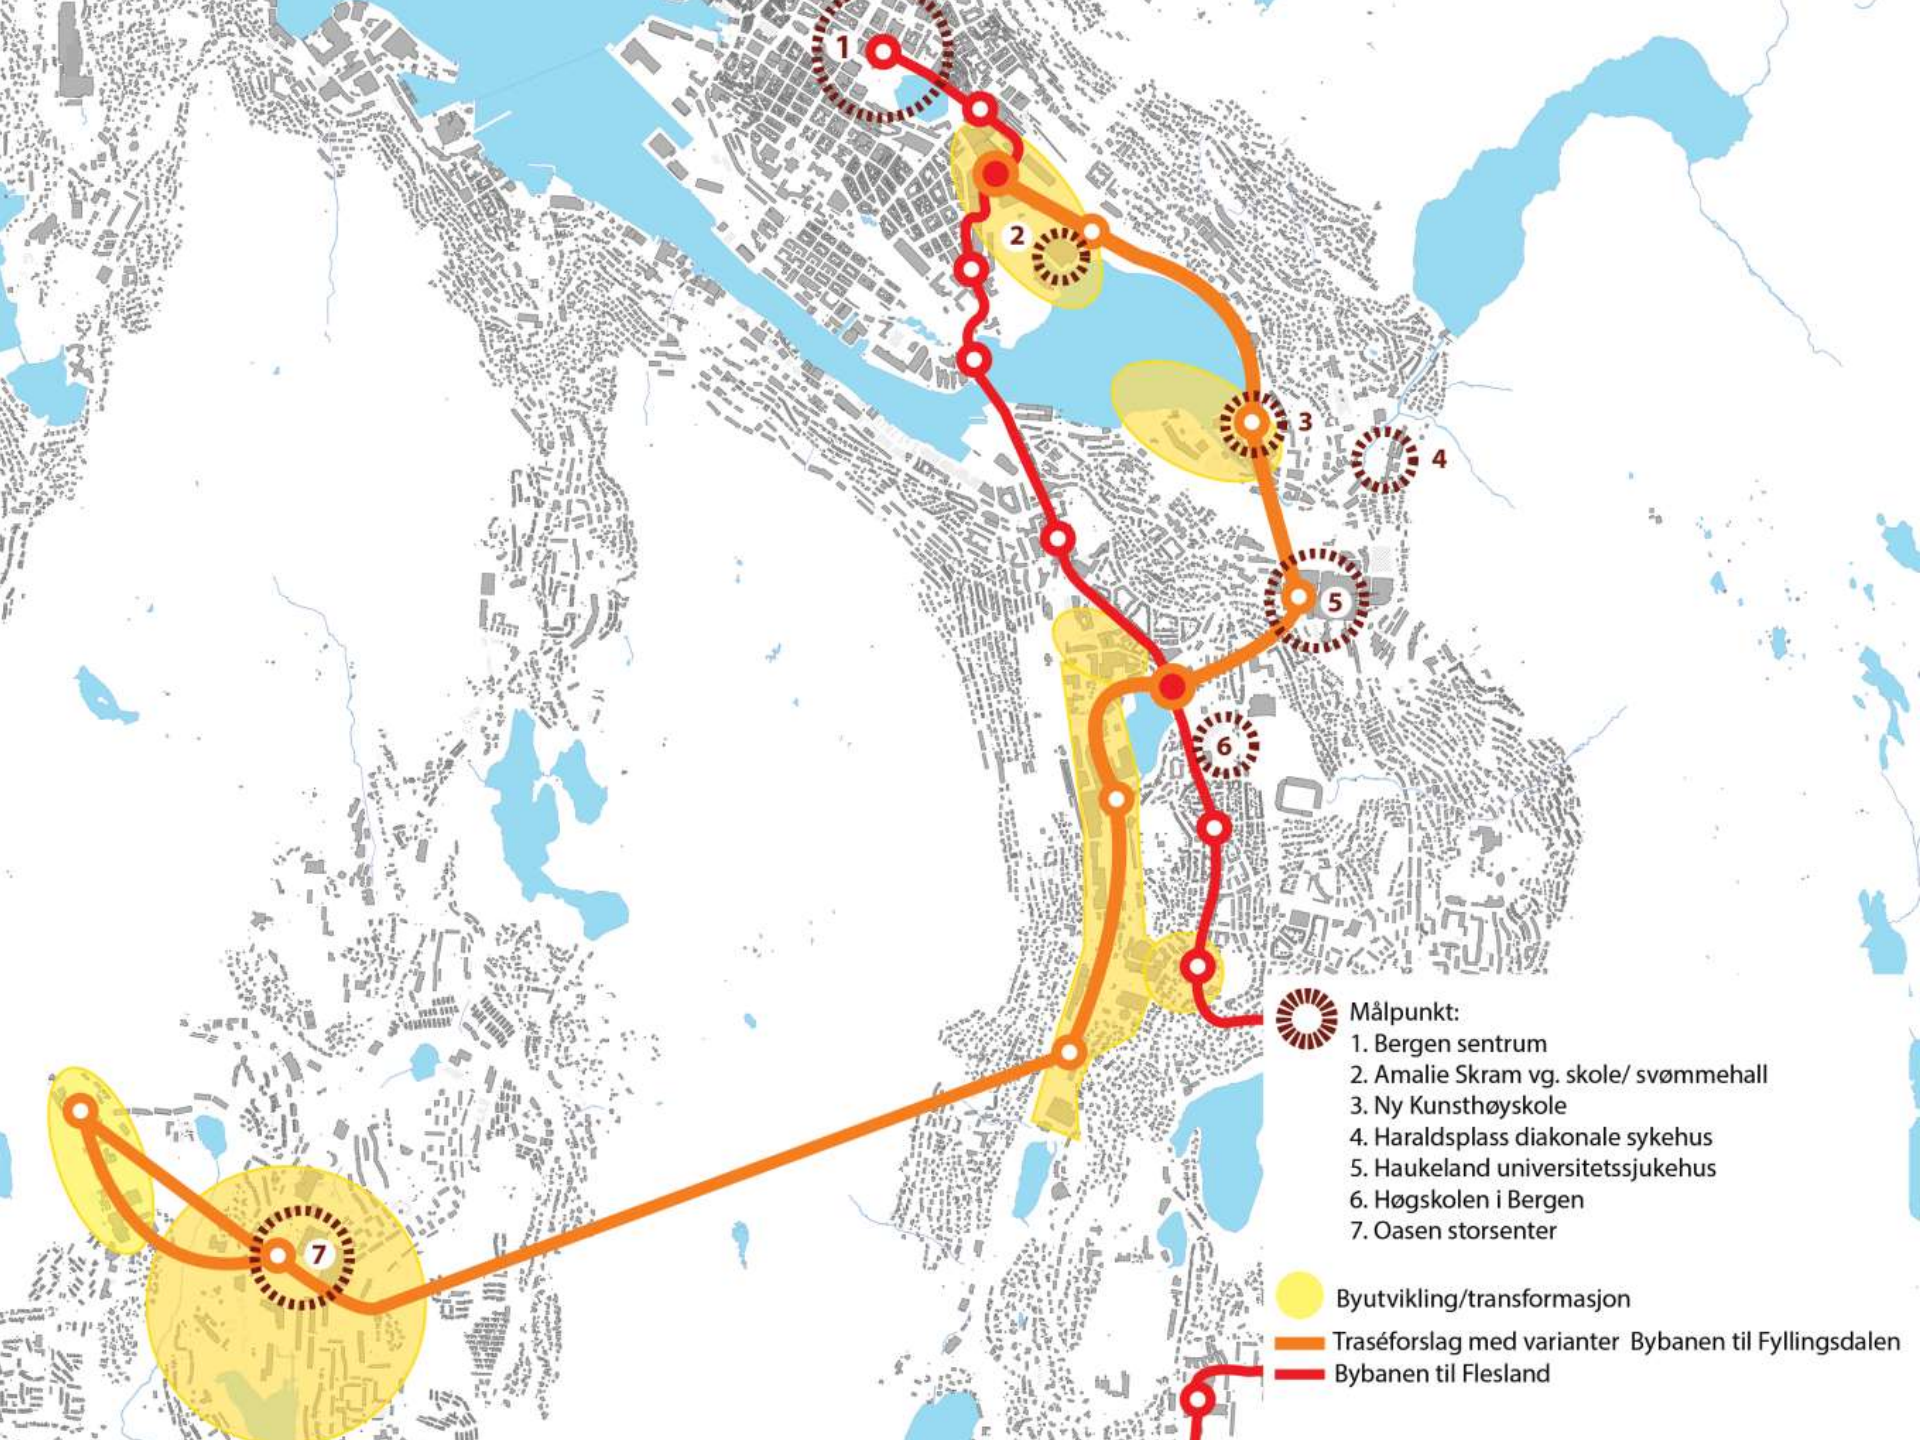 1
2
3
4
5
6
7
Målpunkt:
1. Bergen sentrum
2. Amalie Skram vg. skole/ svømmehall
3. Ny Kunsthøyskole
4. Haraldsplass diakonale sykehus
5. Haukeland universitetssjukehus
6. Høgskolen i Bergen
7. Oasen storsenter
Byutvikling/transformasjon
Traséforslag med varianter Bybanen til Fyllingsdalen
Bybanen til Flesland